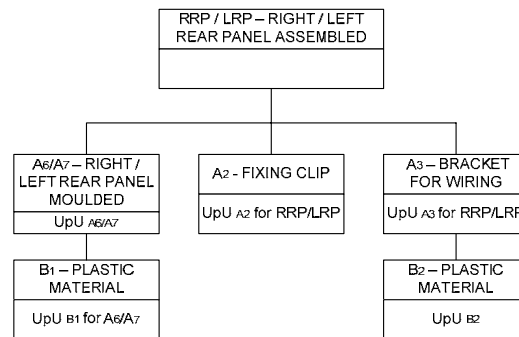 RRP / LRP – RIGHT / LEFT
REAR PANEL ASSEMBLED
A6/A7 – RIGHT /
LEFT REAR PANEL
MOULDED
UpU A6/A7
A2 - FIXING CLIP
UpU A2 for RRP/LRP
A3 – BRACKET
FOR WIRING
UpU A3 for RRP/LRP
B1 – PLASTIC
MATERIAL
UpU B1 for A6/A7
B2 – PLASTIC
MATERIAL
UpU B2